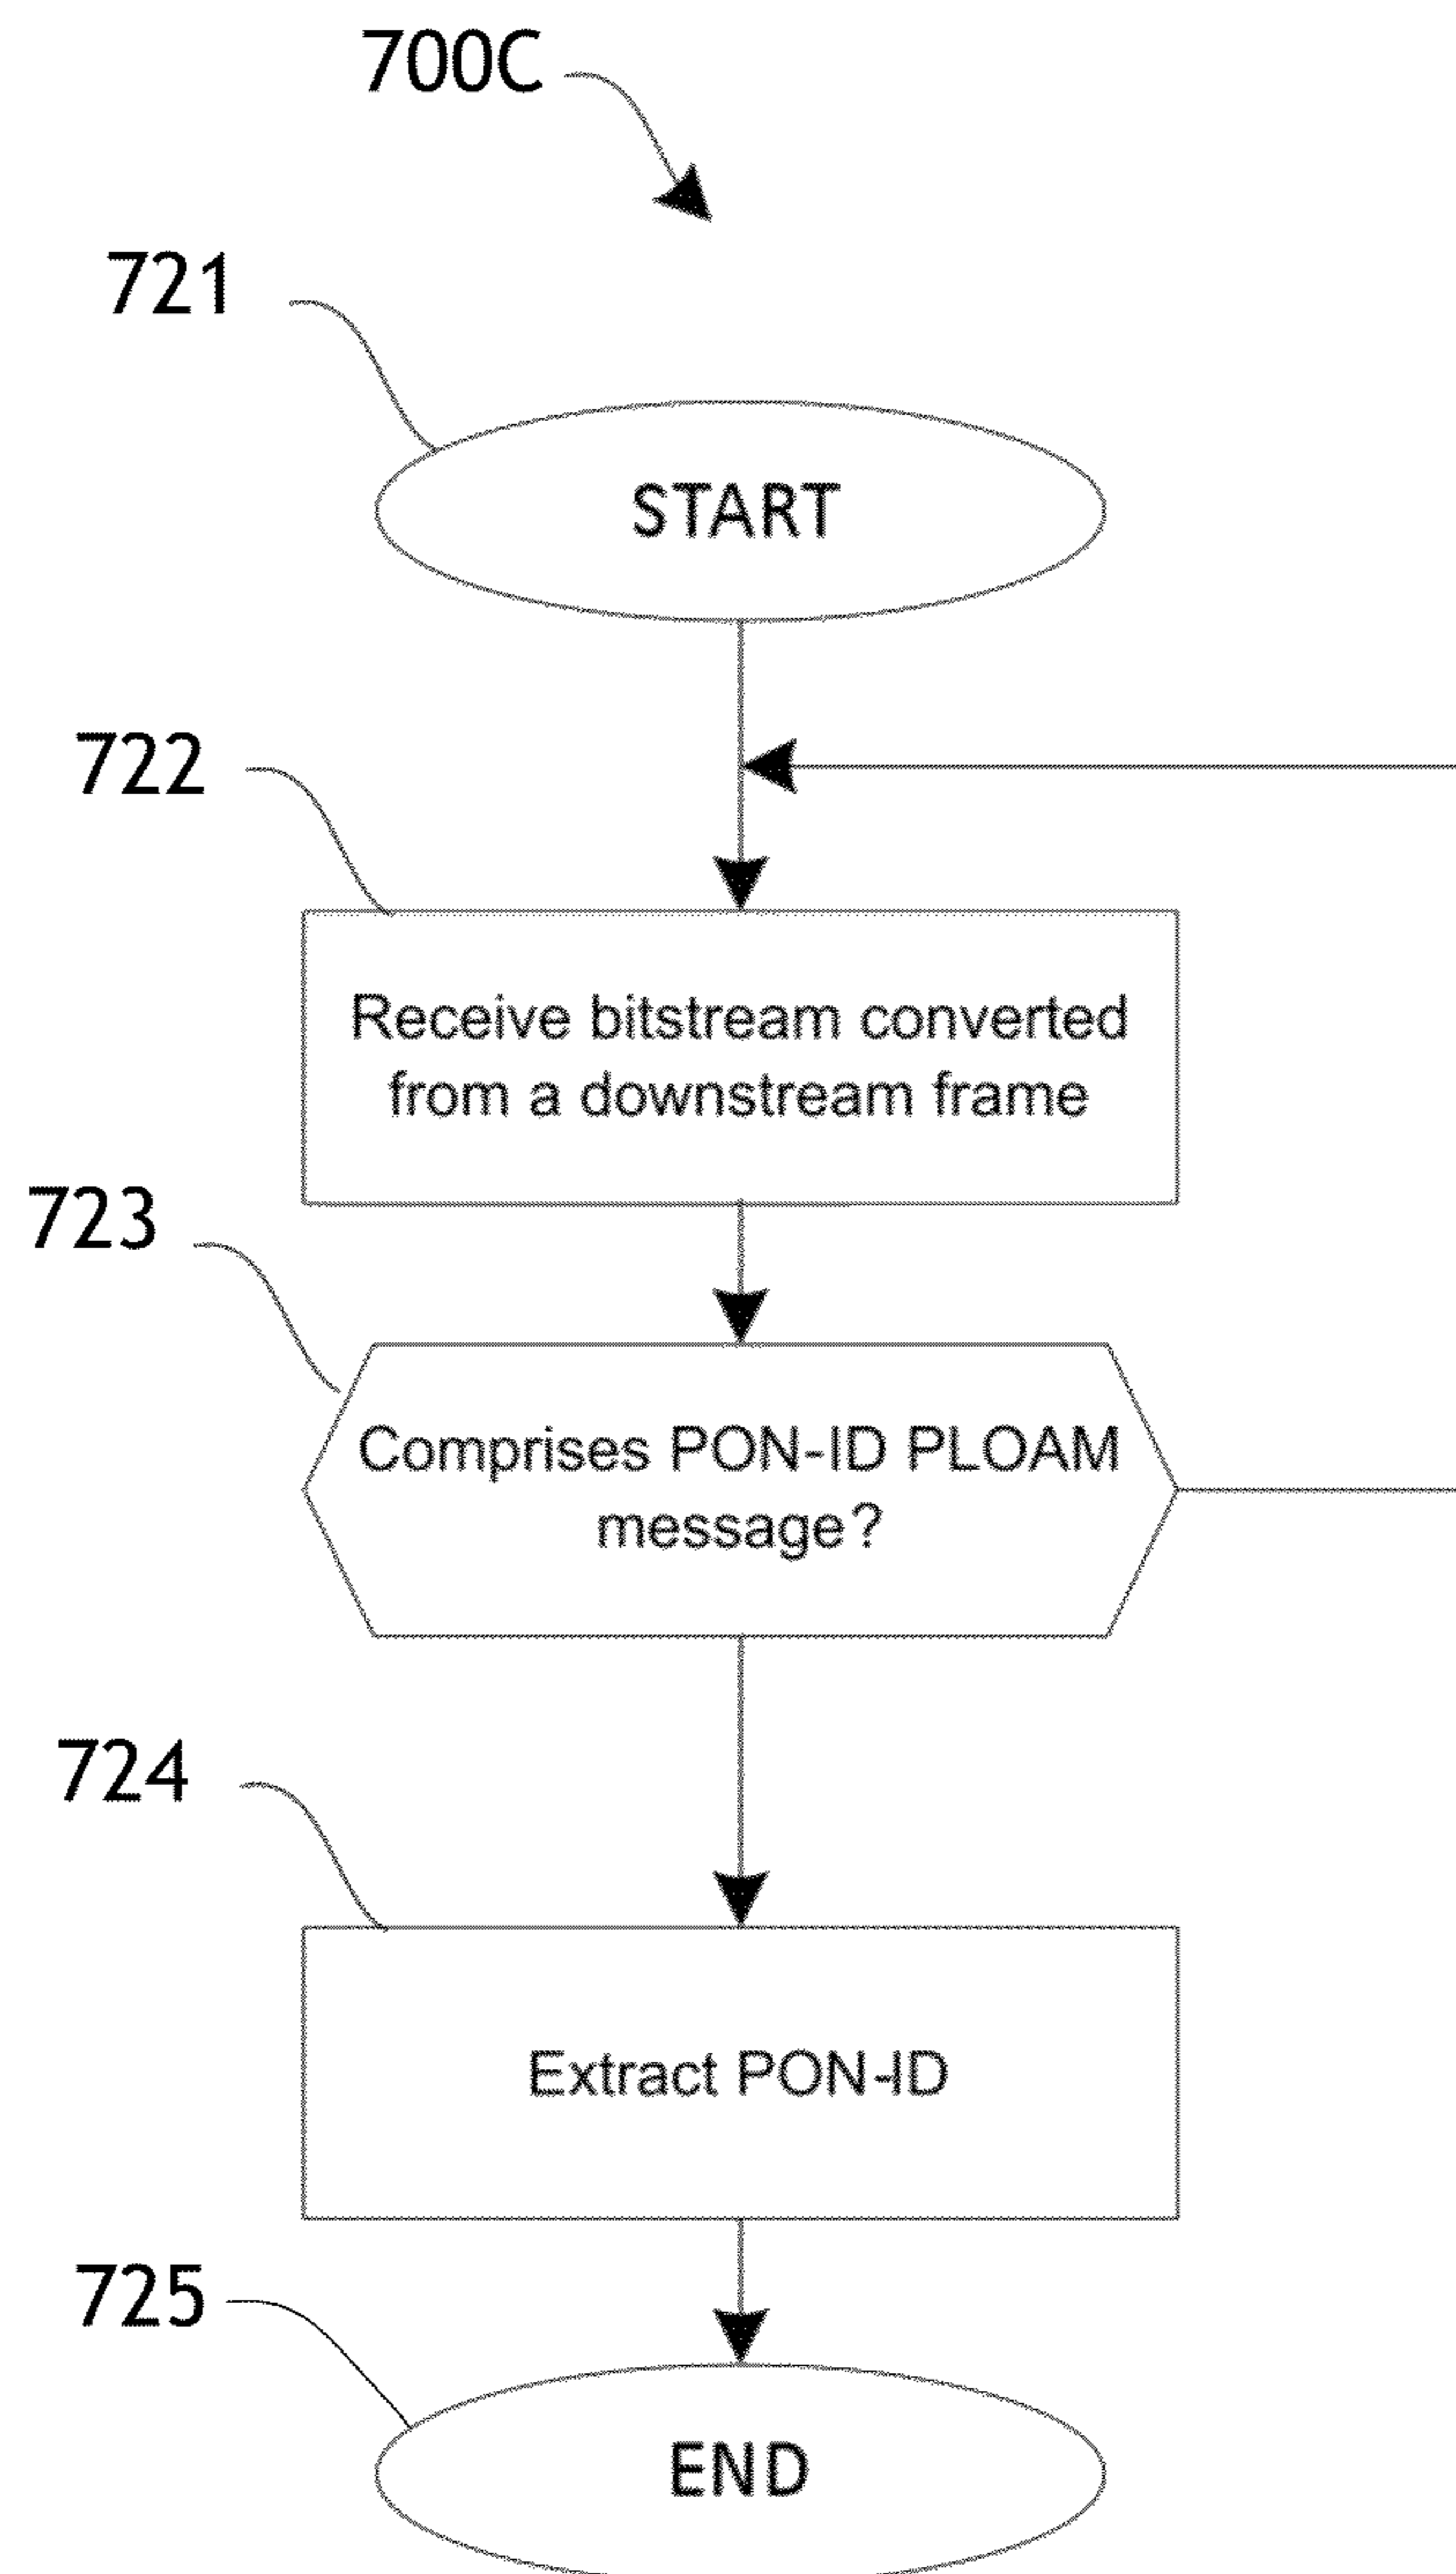 700C
721
START
722
Receive bitstream converted
from a downstream frame
723
Comprises PON-ID PLOAM
message?
724
Extract PON-ID
725
END